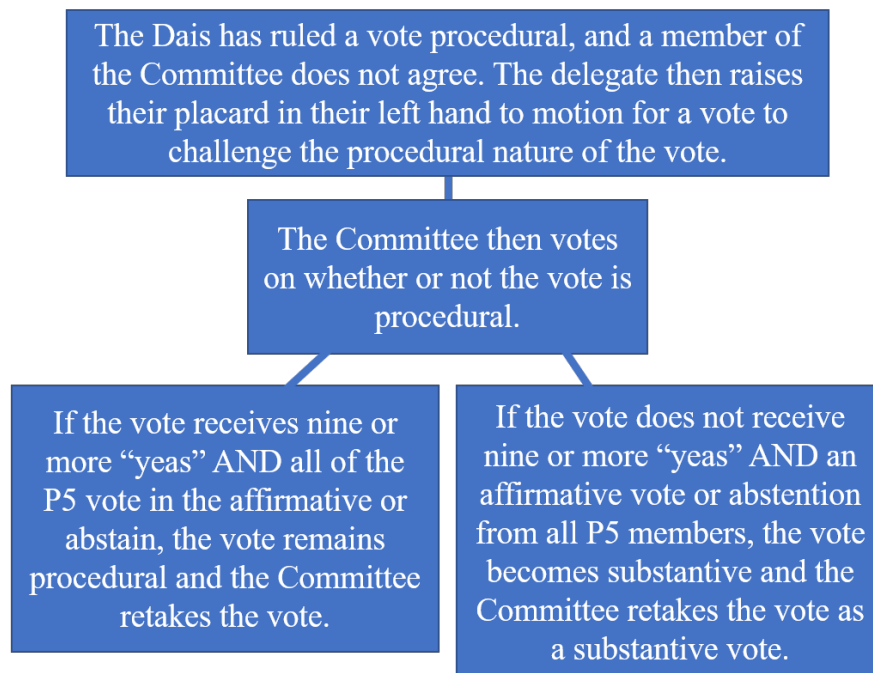 The Dais has ruled a vote procedural, and a member of
the Committee does not agree. The delegate then raises
their placard in their left hand to motion for a vote to
challenge the procedural nature of the vote.
The Committee then votes
on whether or not the vote is
procedural.
If the vote receives nine or
more “yeas” AND all of the
P5 vote in the affirmative or
abstain, the vote remains
procedural and the Committee
retakes the vote.
If the vote does not receive
nine or more “yeas” AND an
affirmative vote or abstention
from all P5 members, the vote
becomes substantive and the
Committee retakes the vote as
a substantive vote.